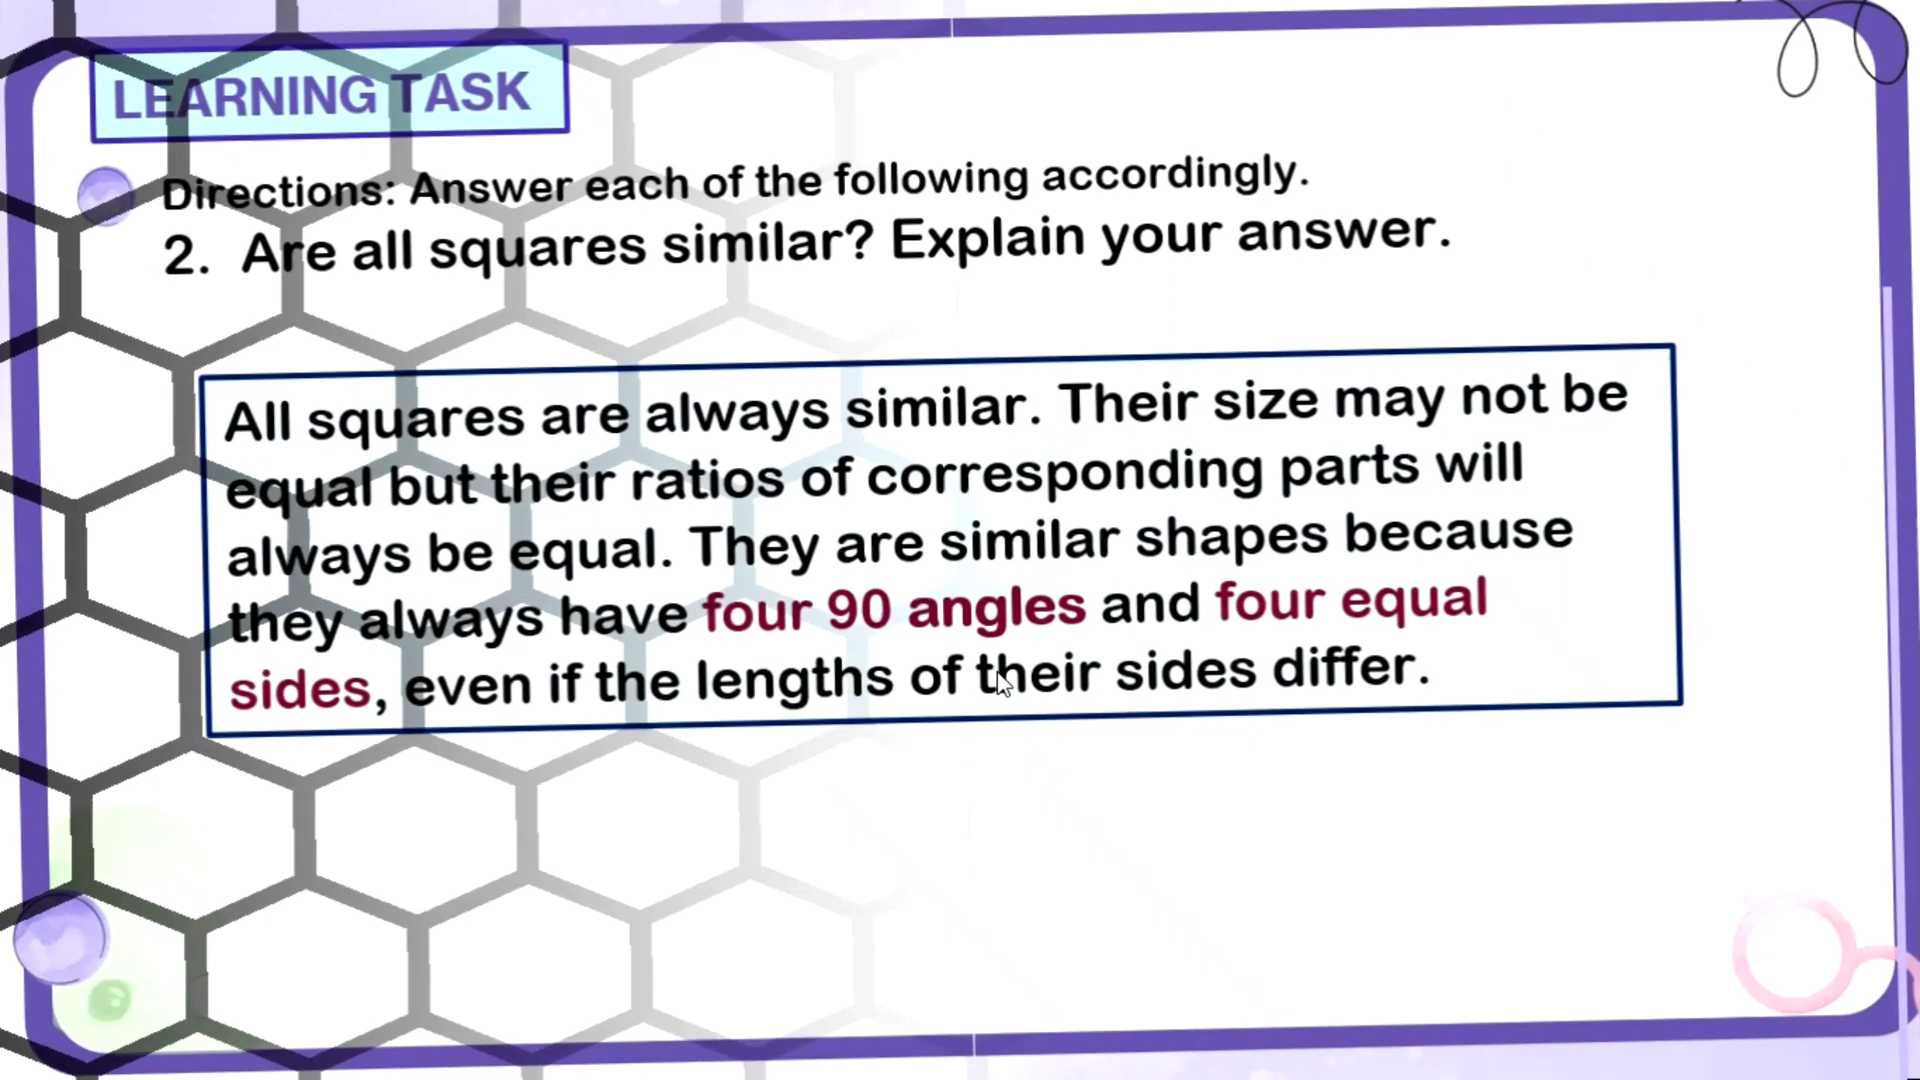 LEARNING TASK
Directions: Answer each of the following accordingly.
2. Are all squares similar? Explain your answer.
All squares are always similar. Their size may not be
equal but their ratios of corresponding parts will
always be equal. They are similar shapes because
they always have four 90 angles and four equal
sides, even if the lengths of their sides differ.